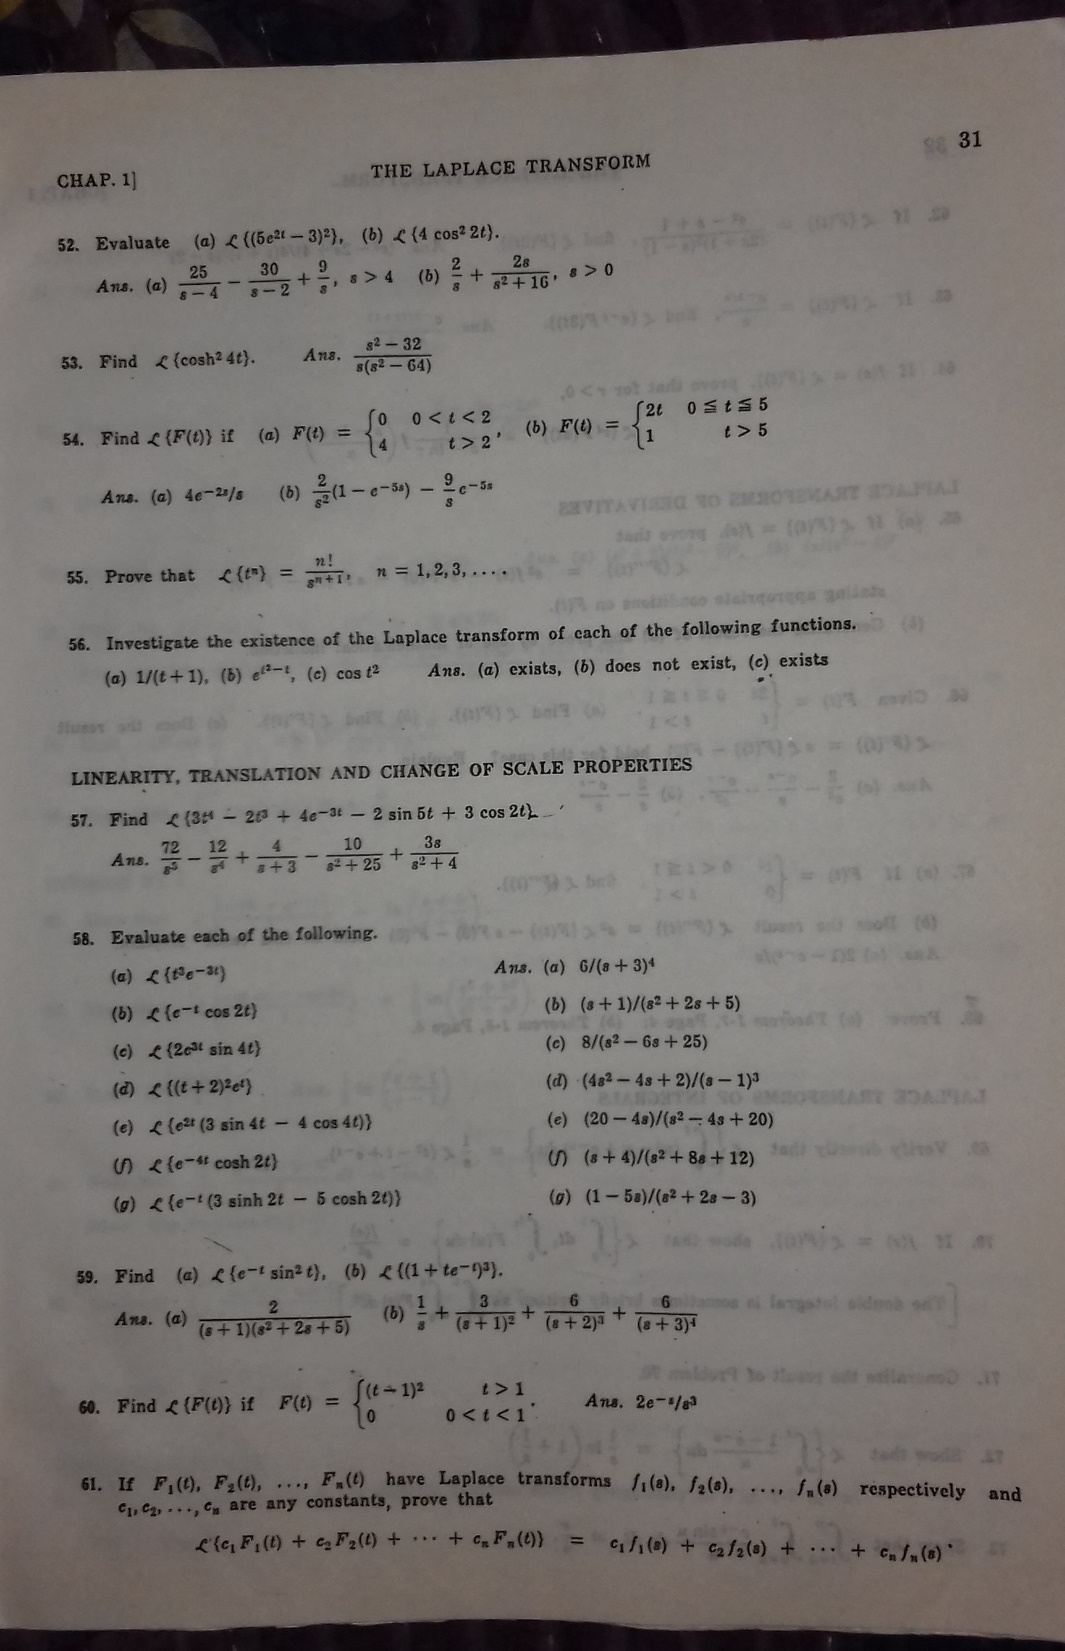 31
CHAP. 1] THE LAPLACE TRANSFORM
52. Evaluate (a) ℒ{(5e^{2t} − 3)²}, (b) ℒ{4 cos² 2t}.
Ans. (a) 25/(s − 4) − 30/(s − 2) + 9/s, s > 4 (b) 2/s + 2s/(s² + 16), s > 0
53. Find ℒ{cosh² 4t}. Ans. (s² − 32)/(s(s² − 64))
54. Find ℒ{F(t)} if (a) F(t) = {0 0 < t < 2; 4 t > 2, (b) F(t) = {2t 0 ≦ t ≦ 5; 1 t > 5
Ans. (a) 4e^{−2s}/s (b) 2/s² (1 − e^{−5s}) − 9/s e^{−5s}
55. Prove that ℒ{tⁿ} = n!/s^{n+1}, n = 1, 2, 3, ....
56. Investigate the existence of the Laplace transform of each of the following functions.
(a) 1/(t + 1), (b) e^{t²−t}, (c) cos t² Ans. (a) exists, (b) does not exist, (c) exists
LINEARITY, TRANSLATION AND CHANGE OF SCALE PROPERTIES
57. Find ℒ{3t⁴ − 2t³ + 4e^{−3t} − 2 sin 5t + 3 cos 2t}.
Ans. 72/s⁵ − 12/s⁴ + 4/(s + 3) − 10/(s² + 25) + 3s/(s² + 4)
58. Evaluate each of the following.
(a) ℒ{t³e^{−3t}} Ans. (a) 6/(s + 3)⁴
(b) ℒ{e^{−t} cos 2t} (b) (s + 1)/(s² + 2s + 5)
(c) ℒ{2e^{3t} sin 4t} (c) 8/(s² − 6s + 25)
(d) ℒ{(t + 2)²e^t} (d) (4s² − 4s + 2)/(s − 1)³
(e) ℒ{e^{2t} (3 sin 4t − 4 cos 4t)} (e) (20 − 4s)/(s² − 4s + 20)
(f) ℒ{e^{−4t} cosh 2t} (f) (s + 4)/(s² + 8s + 12)
(g) ℒ{e^{−t} (3 sinh 2t − 5 cosh 2t)} (g) (1 − 5s)/(s² + 2s − 3)
59. Find (a) ℒ{e^{−t} sin² t}, (b) ℒ{(1 + te^{−t})³}.
Ans. (a) 2/((s + 1)(s² + 2s + 5)) (b) 1/s + 3/(s + 1)² + 6/(s + 2)³ + 6/(s + 3)⁴
60. Find ℒ{F(t)} if F(t) = {(t − 1)² t > 1; 0 0 < t < 1. Ans. 2e^{−s}/s³
61. If F₁(t), F₂(t), ..., Fₙ(t) have Laplace transforms f₁(s), f₂(s), ..., fₙ(s) respectively and
c₁, c₂, ..., cₙ are any constants, prove that
ℒ{c₁F₁(t) + c₂F₂(t) + ⋯ + cₙFₙ(t)} = c₁f₁(s) + c₂f₂(s) + ⋯ + cₙfₙ(s)